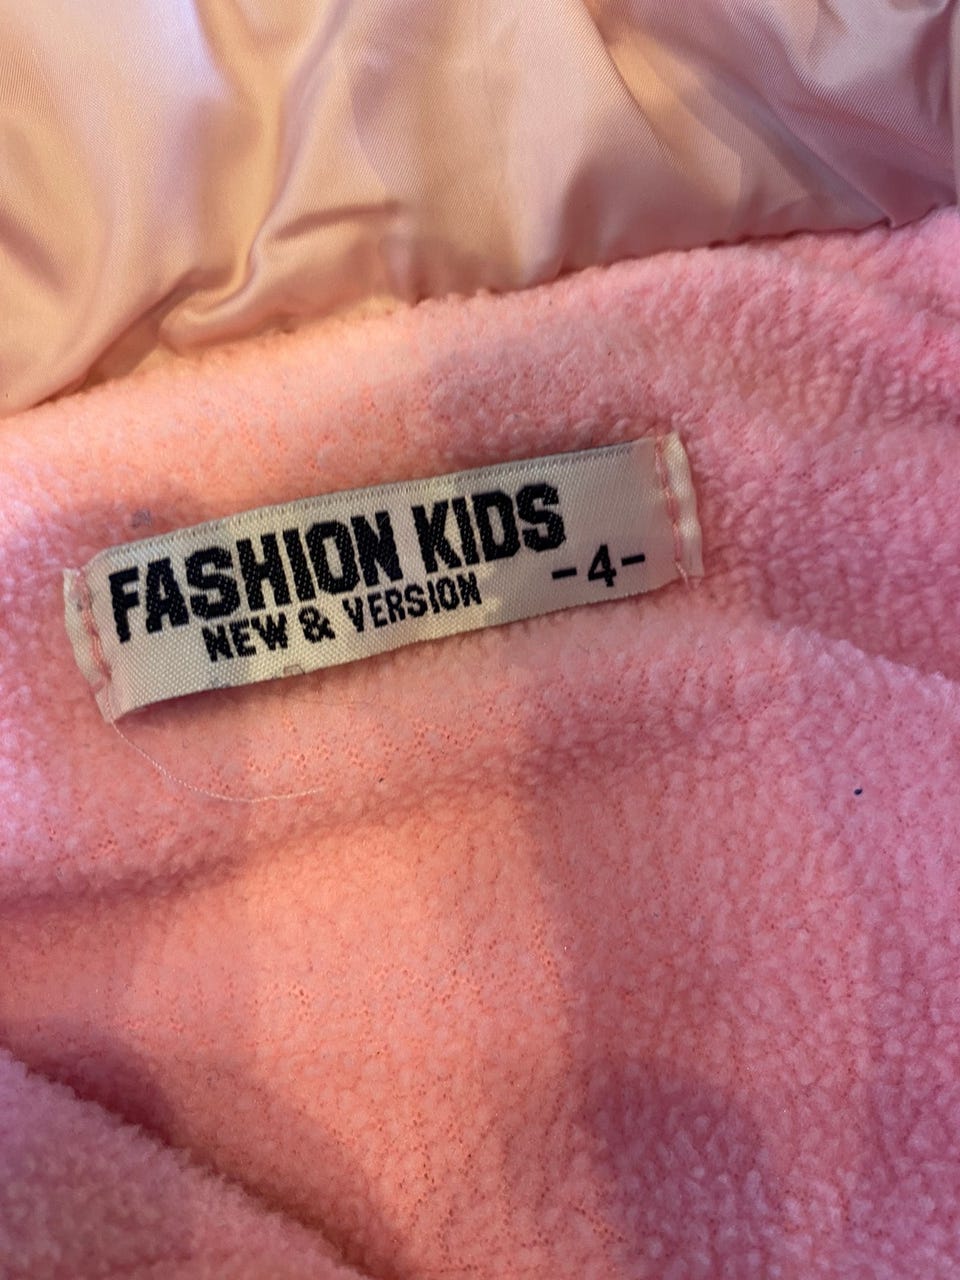 FASHION KIDS
NEW & VERSION
-4-